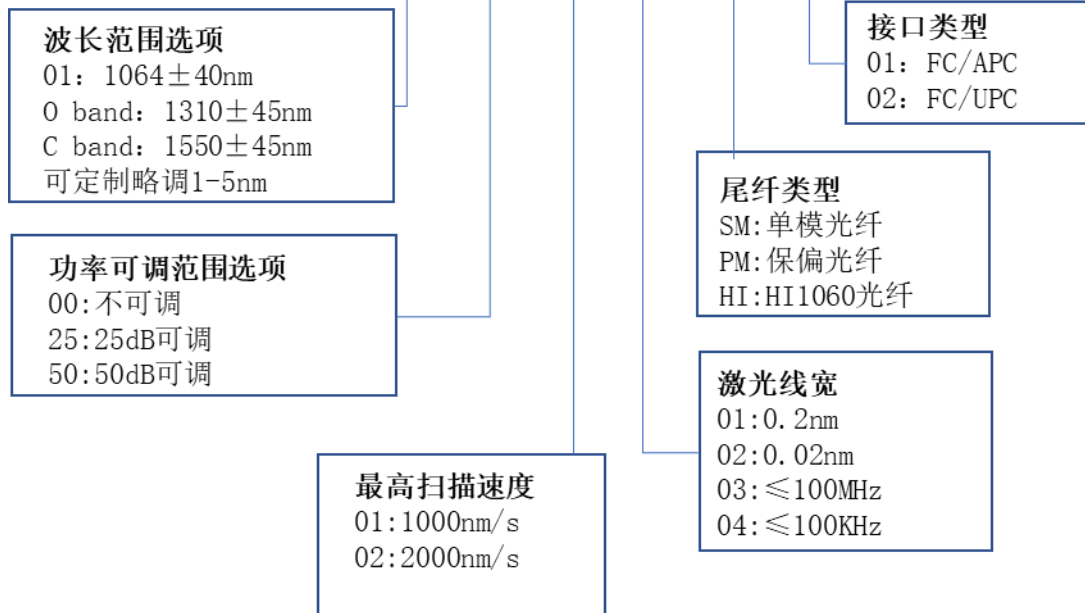 波长范围选项
01: 1064±40nm
O band: 1310±45nm
C band: 1550±45nm
可定制略调1-5nm
功率可调范围选项
00:不可调
25:25dB可调
50:50dB可调
最高扫描速度
01:1000nm/s
02:2000nm/s
接口类型
01: FC/APC
02: FC/UPC
尾纤类型
SM:单模光纤
PM:保偏光纤
HI:HI1060光纤
激光线宽
01:0.2nm
02:0.02nm
03:≤100MHz
04:≤100KHz